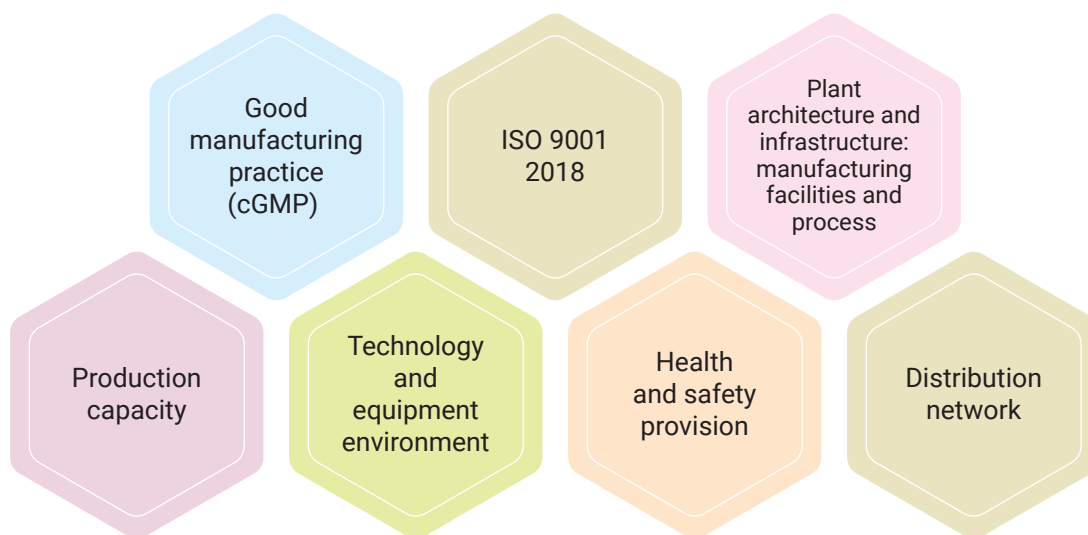 Good
manufacturing
practice
(cGMP)
ISO 9001
2018
Plant
architecture and
infrastructure:
manufacturing
facilities and
process
Production
capacity
Technology
and
equipment
environment
Health
and safety
provision
Distribution
network